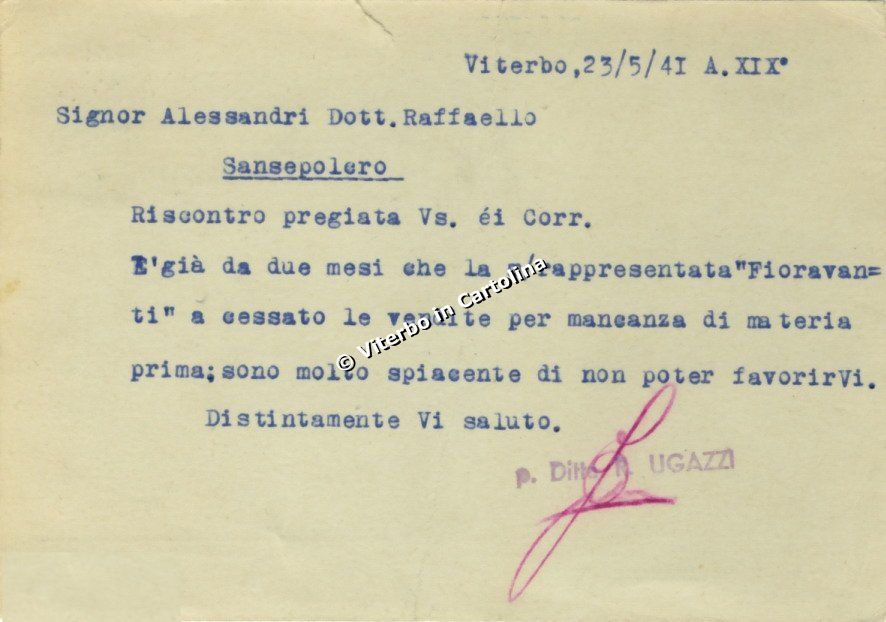 Viterbo,23/5/41 A.XIX°
Signor Alessandri Dott.Raffaello
Sansepolcro
Riscontro pregiata Vs. éi Corr.
E'già da due mesi che la rappresentata"Fioravan=
ti" a cessato le vendite per mancanza di materia
prima;sono molto spiacente di non poter favorirVi.
Distintamente Vi saluto.
p. Ditta R. UGAZZI
© Viterbo in Cartolina